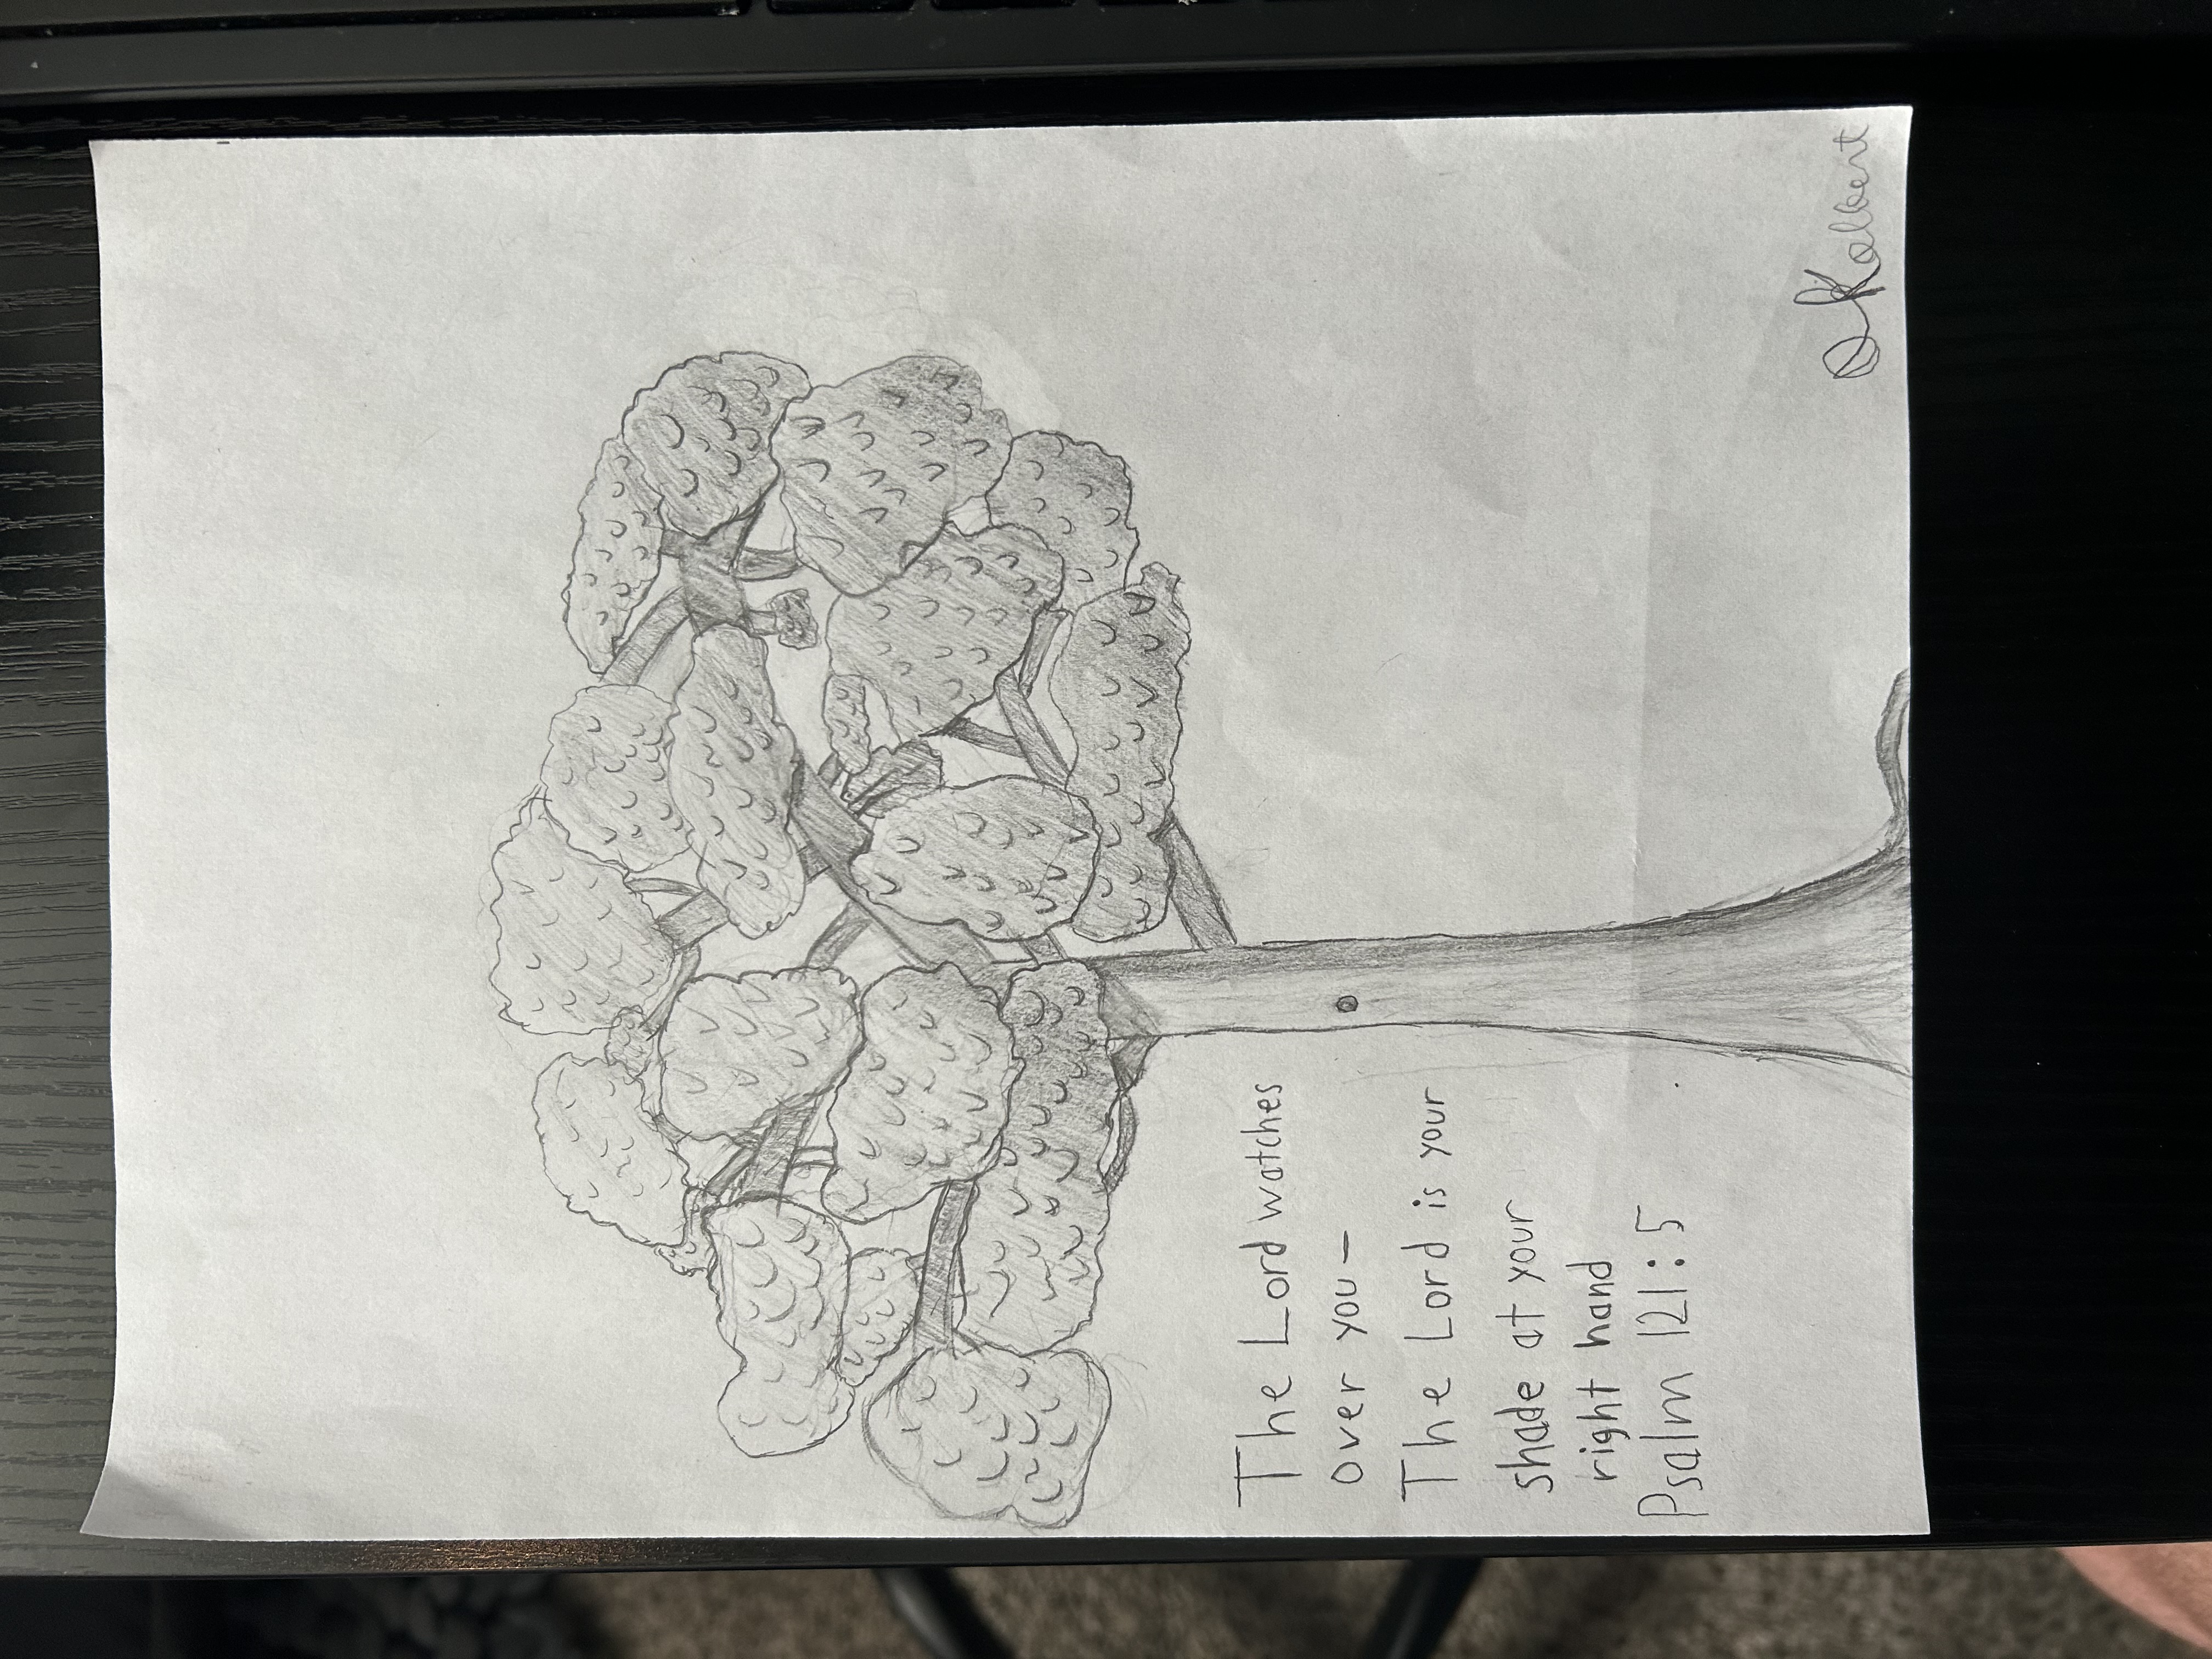 The Lord watches
over you —
The Lord is your
shade at your
right hand
Psalm 121:5